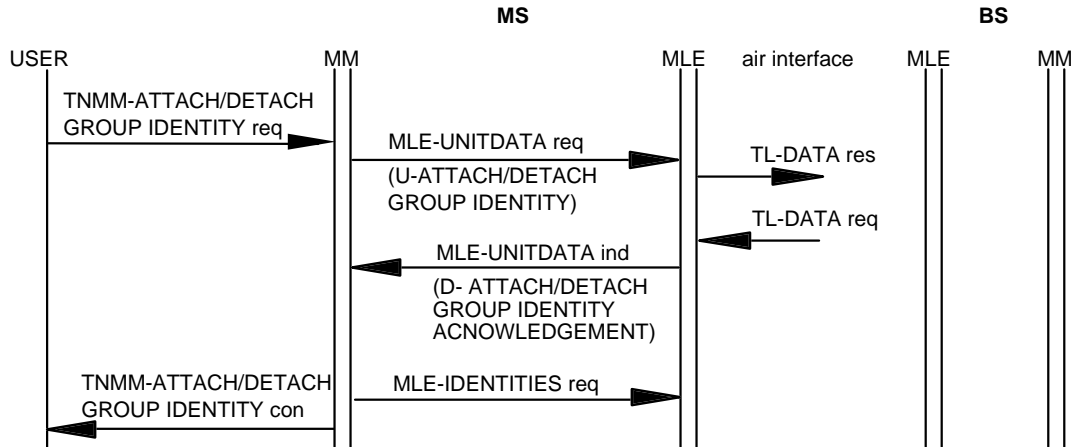 MS BS
USER MM MLE air interface MLE MM
TNMM-ATTACH/DETACH
GROUP IDENTITY req
MLE-UNITDATA req
(U-ATTACH/DETACH
GROUP IDENTITY)
TL-DATA res
TL-DATA req
MLE-UNITDATA ind
(D- ATTACH/DETACH
GROUP IDENTITY
ACNOWLEDGEMENT)
TNMM-ATTACH/DETACH
GROUP IDENTITY con
MLE-IDENTITIES req